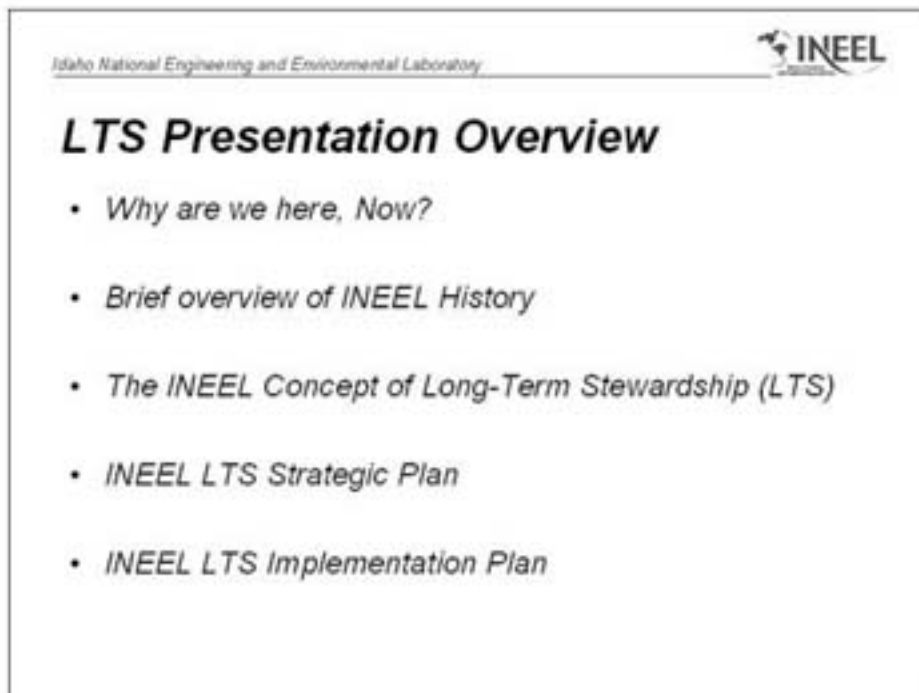 Idaho National Engineering and Environmental Laboratory
INEEL
LTS Presentation Overview
• Why are we here, Now?
• Brief overview of INEEL History
• The INEEL Concept of Long-Term Stewardship (LTS)
• INEEL LTS Strategic Plan
• INEEL LTS Implementation Plan